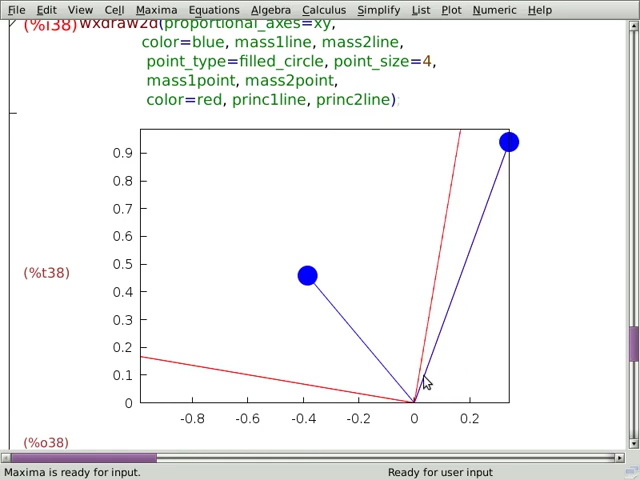 File Edit View Cell Maxima Equations Algebra Calculus Simplify List Plot Numeric Help
(%i38) wxdraw2d(proportional_axes=xy,
color=blue, mass1line, mass2line,
point_type=filled_circle, point_size=4,
mass1point, mass2point,
color=red, princ1line, princ2line)
0.9
0.8
0.7
0.6
(%t38)
0.5
0.4
0.3
0.2
0.1
0
-0.8 -0.6 -0.4 -0.2 0 0.2
(%o38)
Maxima is ready for input. Ready for user input